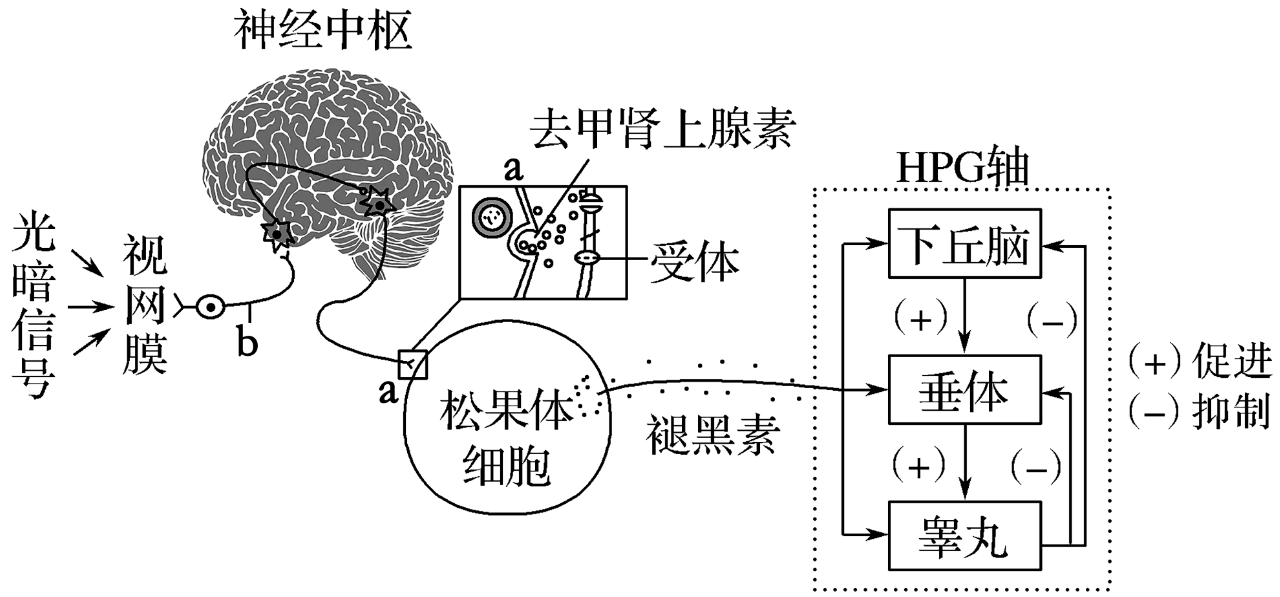 神经中枢
去甲肾上腺素
a
受体
光暗信号
视网膜
b
a
松果体
细胞
褪黑素
HPG轴
下丘脑
(+)
(−)
垂体
(+)
(−)
睾丸
(+)促进
(−)抑制